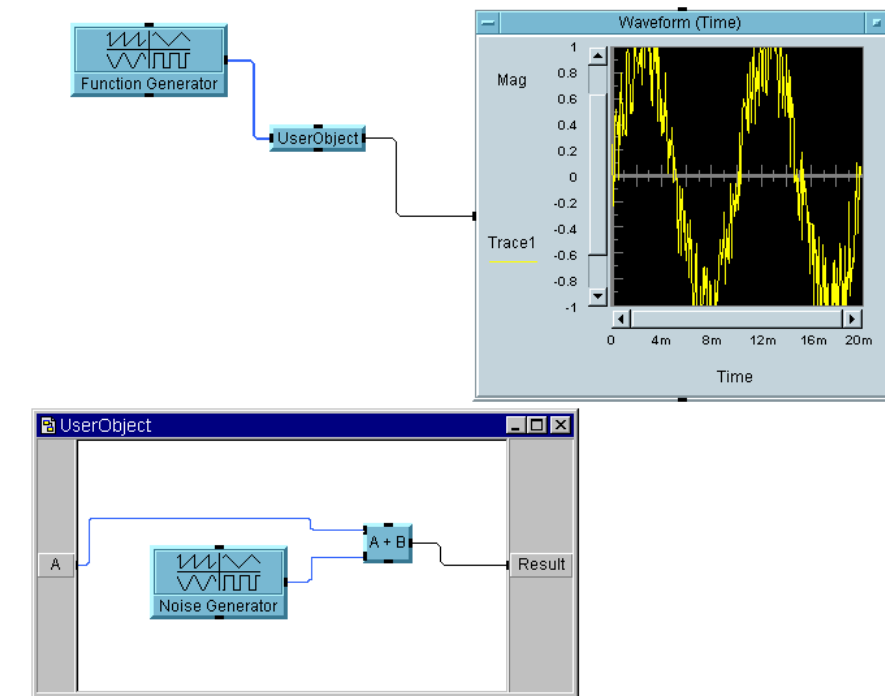 Waveform (Time)
Function Generator
UserObject
Mag
Trace1
1
0.8
0.6
0.4
0.2
0
-0.2
-0.4
-0.6
-0.8
-1
0 4m 8m 12m 16m 20m
Time
UserObject
A
A + B
Noise Generator
Result